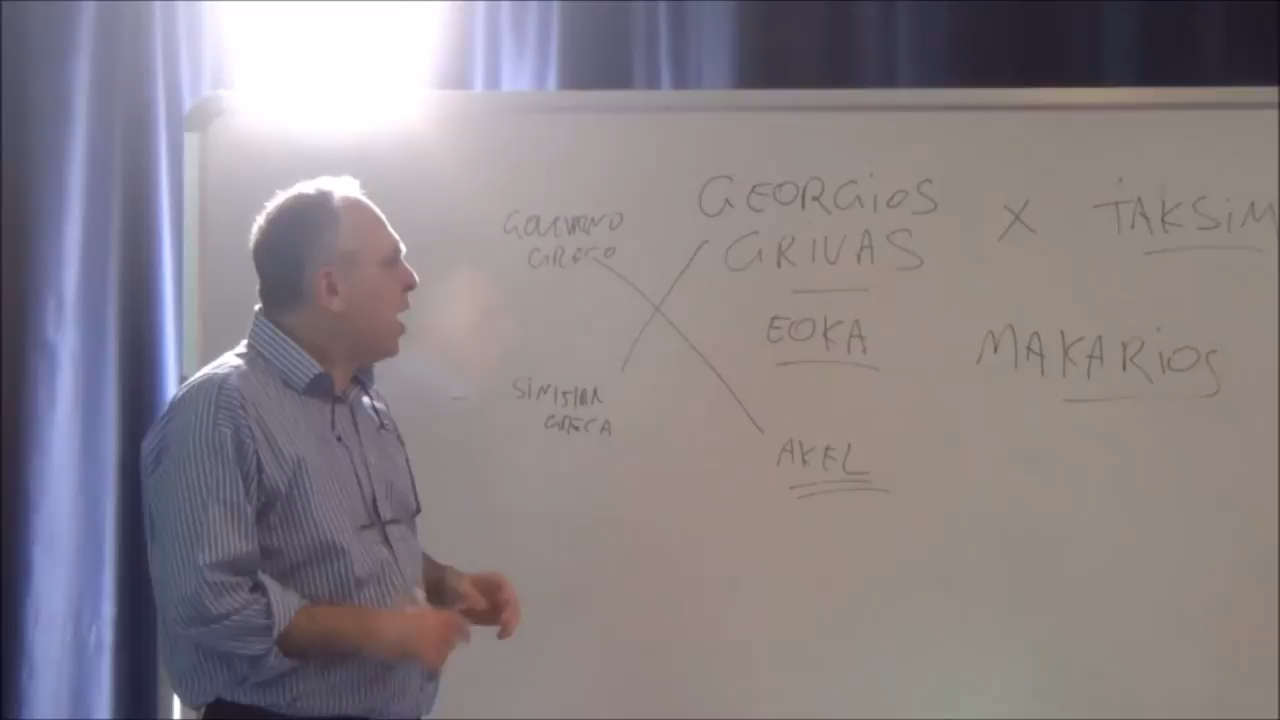 GEORGIOS X TAKSIM
GRIVAS
GOVERNO
GRECO
EOKA MAKARIOS
SINISTRA
GRECA
AKEL